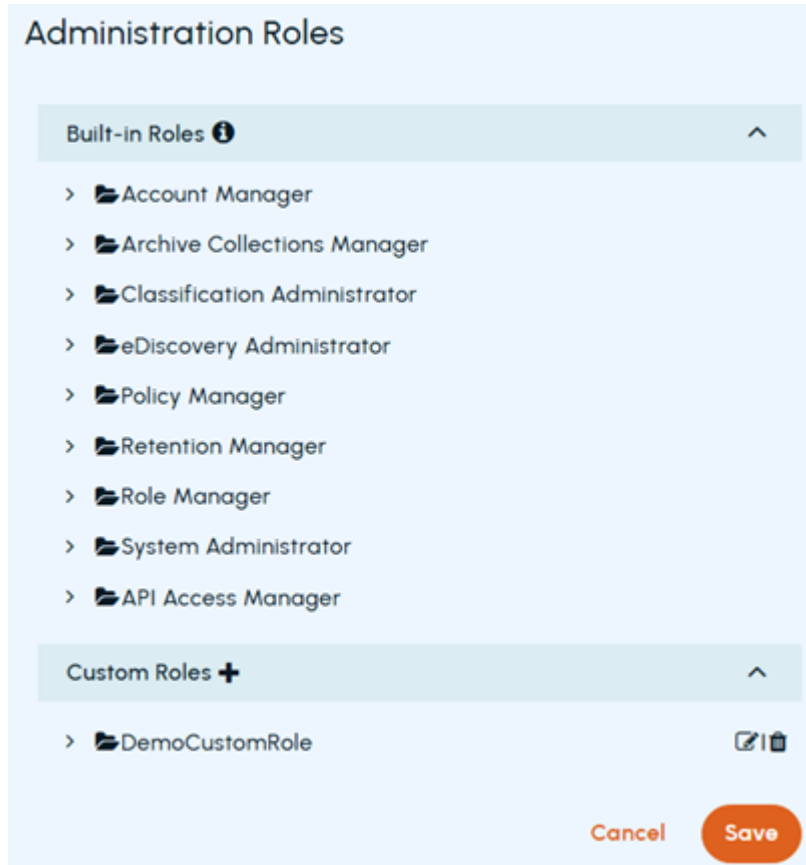 Administration Roles
Built-in Roles
Account Manager
Archive Collections Manager
Classification Administrator
eDiscovery Administrator
Policy Manager
Retention Manager
Role Manager
System Administrator
API Access Manager
Custom Roles
DemoCustomRole
Cancel Save